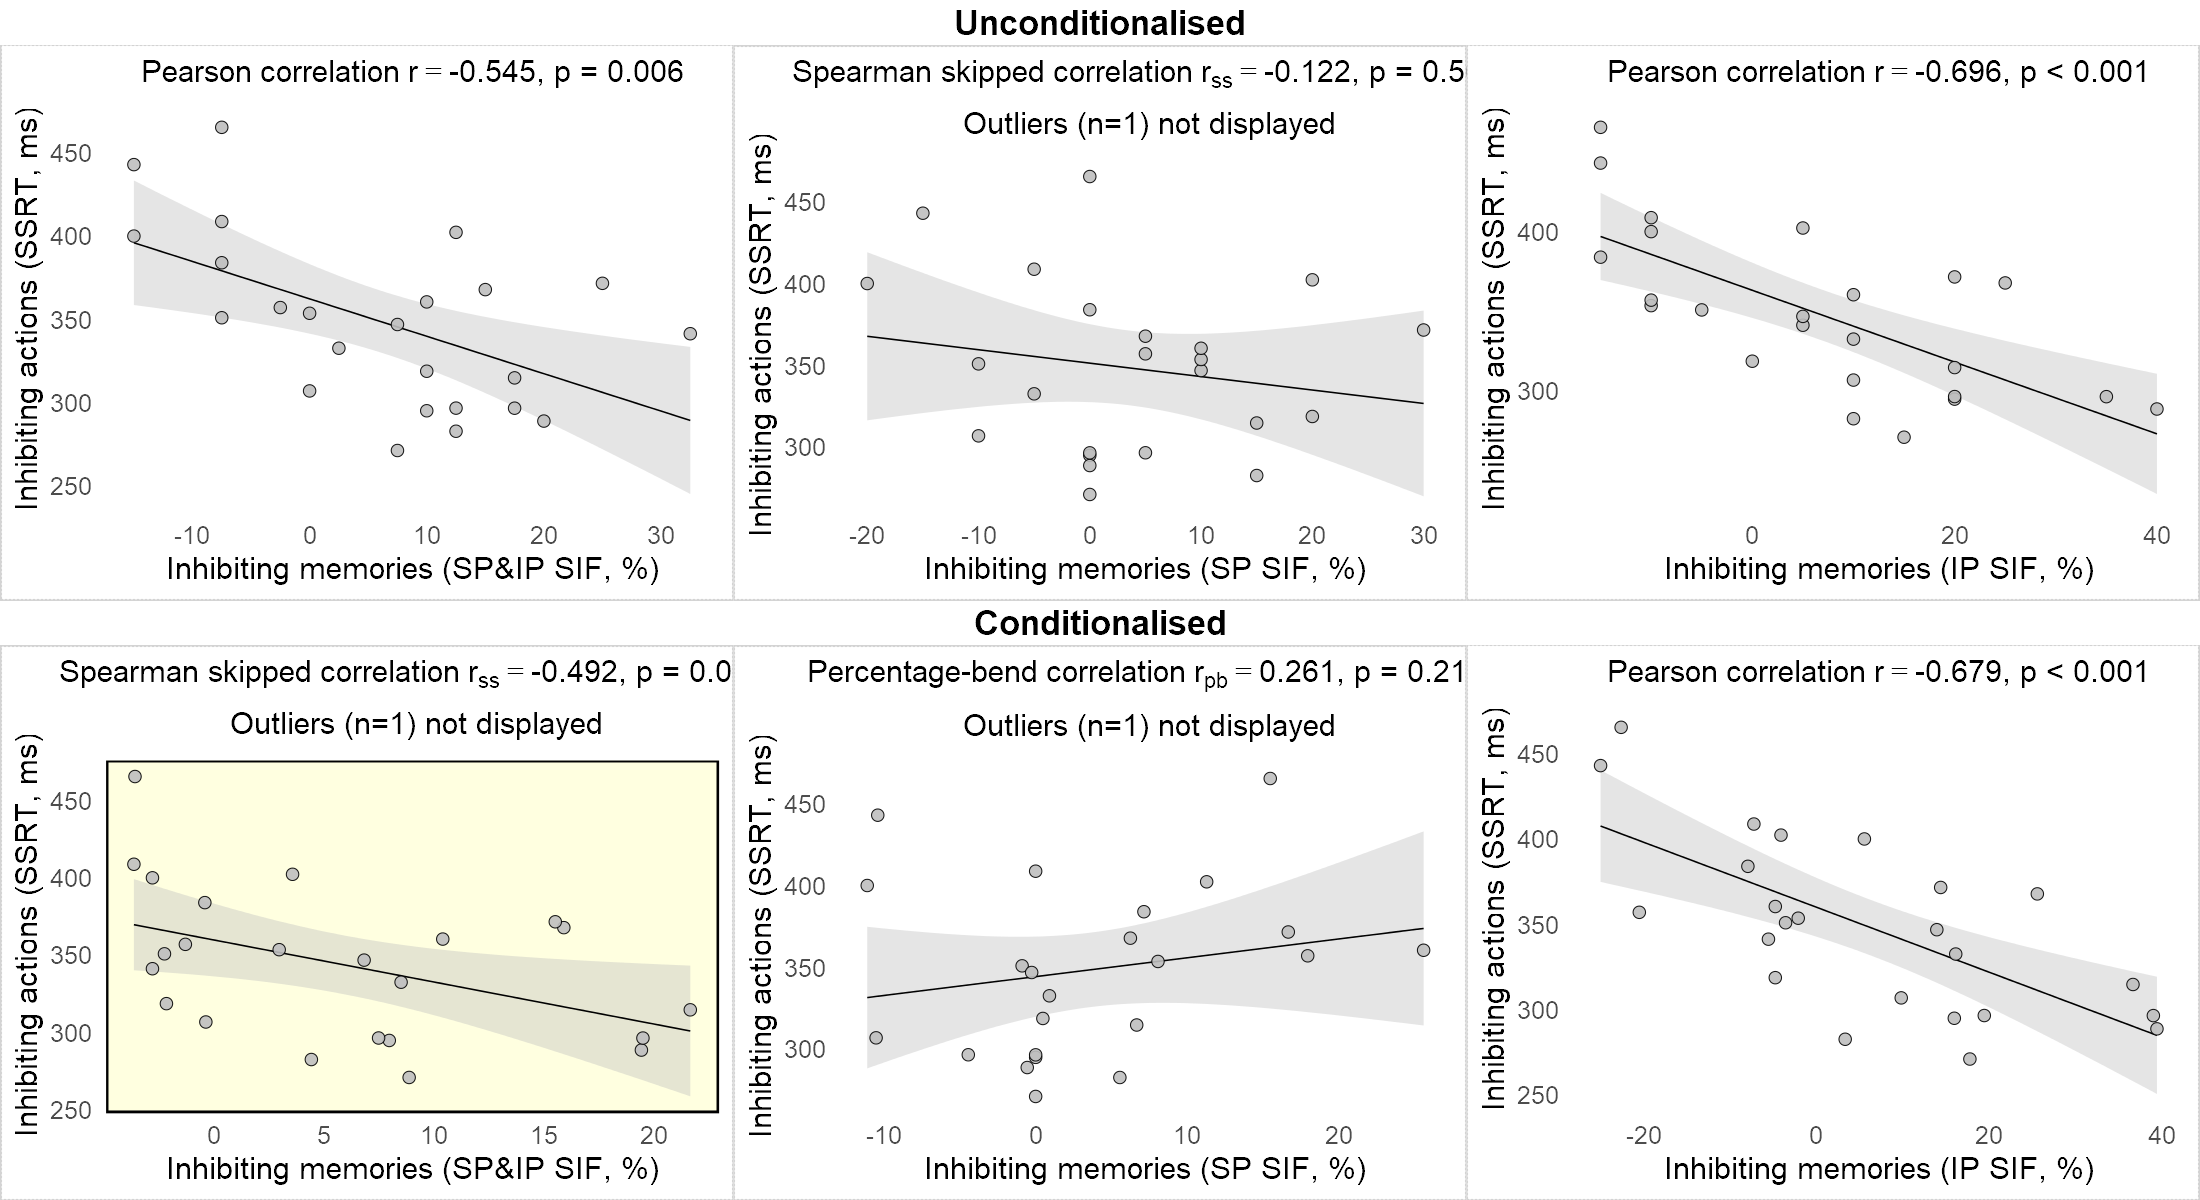 Unconditionalised
Pearson correlation r = -0.545, p = 0.006
Inhibiting actions (SSRT, ms)
450
400
350
300
250
-10 0 10 20 30
Inhibiting memories (SP&IP SIF, %)
Spearman skipped correlation rss = -0.122, p = 0.5
Outliers (n=1) not displayed
Inhibiting actions (SSRT, ms)
450
400
350
300
-20 -10 0 10 20 30
Inhibiting memories (SP SIF, %)
Pearson correlation r = -0.696, p < 0.001
Inhibiting actions (SSRT, ms)
400
300
0 20 40
Inhibiting memories (IP SIF, %)
Conditionalised
Spearman skipped correlation rss = -0.492, p = 0.0
Outliers (n=1) not displayed
Inhibiting actions (SSRT, ms)
450
400
350
300
250
0 5 10 15 20
Inhibiting memories (SP&IP SIF, %)
Percentage-bend correlation rpb = 0.261, p = 0.21
Outliers (n=1) not displayed
Inhibiting actions (SSRT, ms)
450
400
350
300
-10 0 10 20
Inhibiting memories (SP SIF, %)
Pearson correlation r = -0.679, p < 0.001
Inhibiting actions (SSRT, ms)
450
400
350
300
250
-20 0 20 40
Inhibiting memories (IP SIF, %)